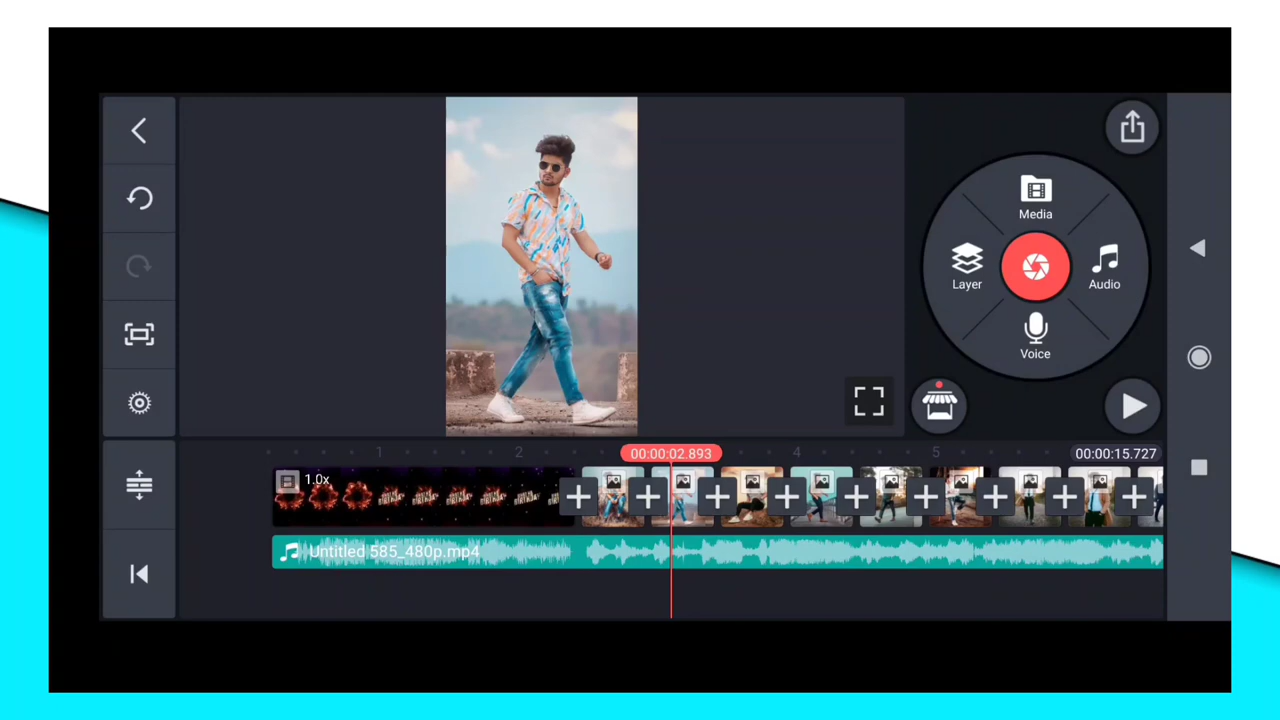 Media
Layer
Audio
Voice
1
2
00:00:02.893
4
5
00:00:15.727
1.0x
Untitled 585_480p.mp4